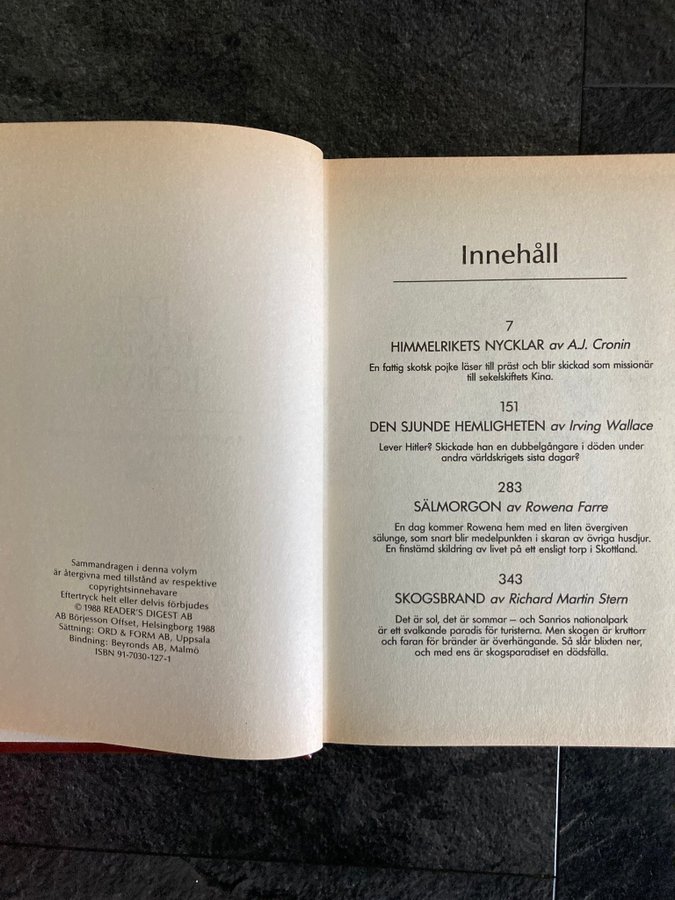 Sammandragen i denna volym
är återgivna med tillstånd av respektive
copyrightsinnehavare
Eftertryck helt eller delvis förbjudes
© 1988 READER'S DIGEST AB
AB Börjesson Offset, Helsingborg 1988
Sättning: ORD & FORM AB, Uppsala
Bindning: Beyronds AB, Malmö
ISBN 91-7030-127-1
Innehåll
7
HIMMELRIKETS NYCKLAR av A.J. Cronin
En fattig skotsk pojke läser till präst och blir skickad som missionär
till sekelskiftets Kina.
151
DEN SJUNDE HEMLIGHETEN av Irving Wallace
Lever Hitler? Skickade han en dubbelgångare i döden under
andra världskrigets sista dagar?
283
SÄLMORGON av Rowena Farre
En dag kommer Rowena hem med en liten övergiven
sälunge, som snart blir medelpunkten i skaran av övriga husdjur.
En finstämd skildring av livet på ett ensligt torp i Skottland.
343
SKOGSBRAND av Richard Martin Stern
Det är sol, det är sommar – och Sanrios nationalpark
är ett svalkande paradis för turisterna. Men skogen är kruttorr
och faran för bränder är överhängande. Så slår blixten ner,
och med ens är skogsparadiset en dödsfälla.